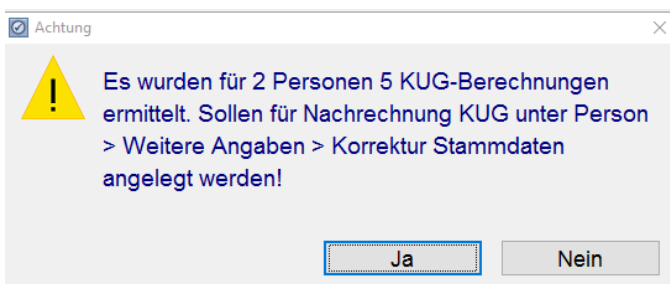 Achtung
Es wurden für 2 Personen 5 KUG-Berechnungen
ermittelt. Sollen für Nachrechnung KUG unter Person
> Weitere Angaben > Korrektur Stammdaten
angelegt werden!
Ja Nein